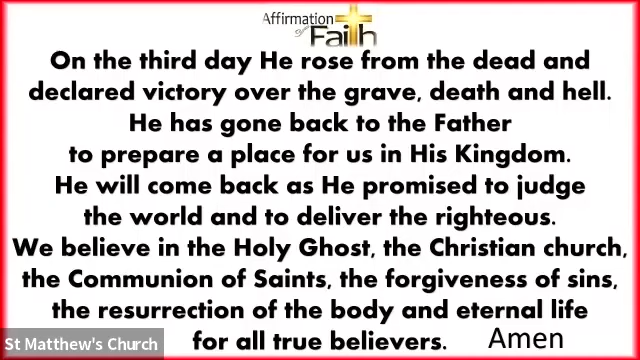 Affirmation
of Faith
On the third day He rose from the dead and
declared victory over the grave, death and hell.
He has gone back to the Father
to prepare a place for us in His Kingdom.
He will come back as He promised to judge
the world and to deliver the righteous.
We believe in the Holy Ghost, the Christian church,
the Communion of Saints, the forgiveness of sins,
the resurrection of the body and eternal life
for all true believers. Amen
St Matthew's Church